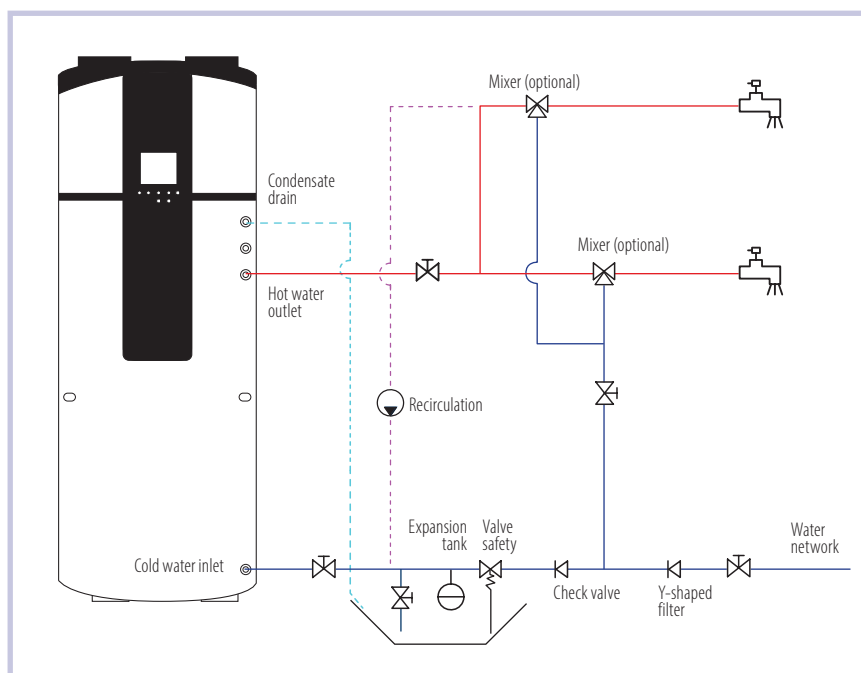 Mixer (optional)
Condensate
drain
Mixer (optional)
Hot water
outlet
Recirculation
Expansion
tank
Valve
safety
Water
network
Cold water inlet
Check valve
Y-shaped
filter